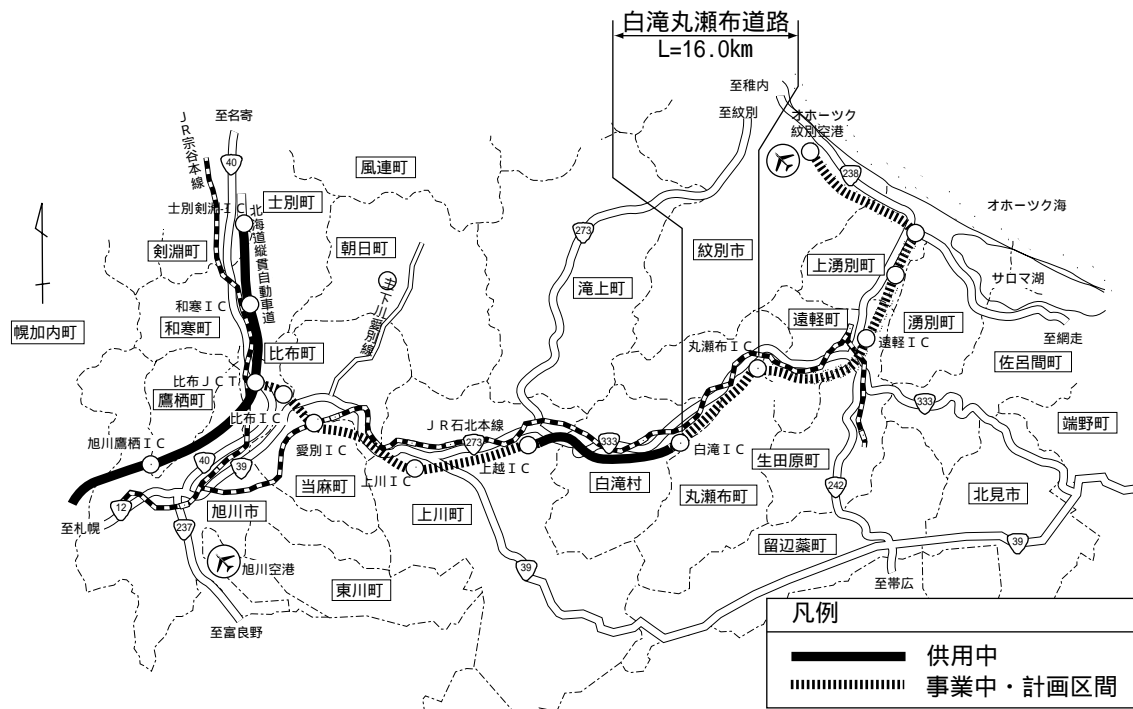 白滝丸瀬布道路
L=16.0km
至稚内
至紋別
オホーツク
紋別空港
238
オホーツク海
サロマ湖
至網走
JR宗谷本線
至名寄
40
風連町
士別町
士別剣淵IC
北海道縦貫自動車道
剣淵町
朝日町
主
下川愛別線
273
紋別市
滝上町
上湧別町
湧別町
遠軽町
遠軽IC
佐呂間町
和寒IC
和寒町
幌加内町
比布町
比布JCT
鷹栖町
比布IC
丸瀬布IC
333
端野町
旭川鷹栖IC
愛別IC
JR石北本線
273
333
白滝IC
生田原町
40
39
当麻町
上川IC
上越IC
白滝村
丸瀬布町
242
北見市
12
至札幌
旭川市
上川町
237
旭川空港
39
留辺蘂町
39
東川町
至帯広
至富良野
凡例
供用中
事業中・計画区間